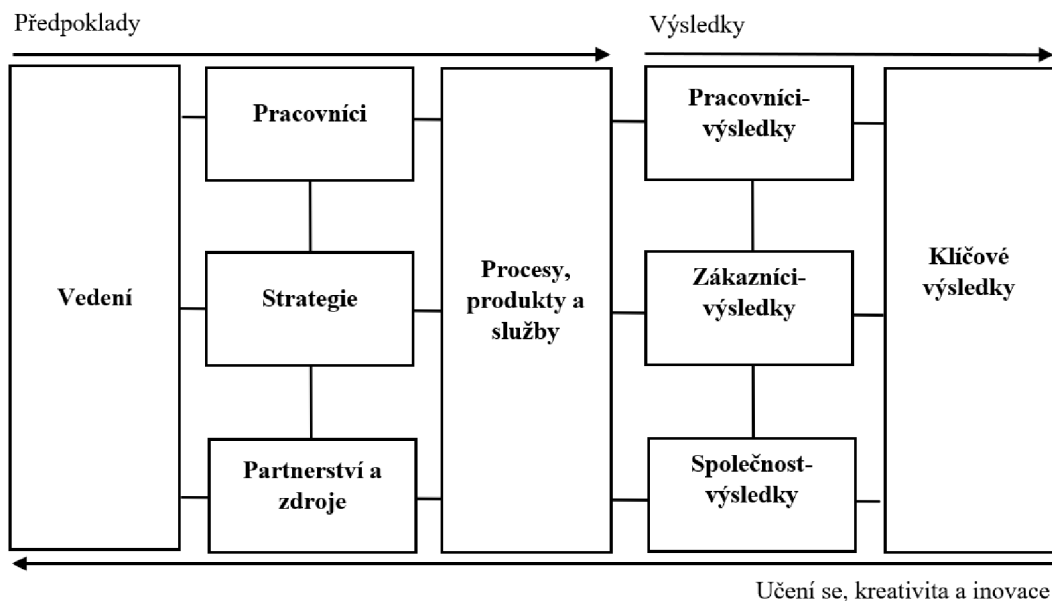 Předpoklady
Výsledky
Vedení
Pracovníci
Strategie
Partnerství a
zdroje
Procesy,
produkty a
služby
Pracovníci-
výsledky
Zákazníci-
výsledky
Společnost-
výsledky
Klíčové
výsledky
Učení se, kreativita a inovace